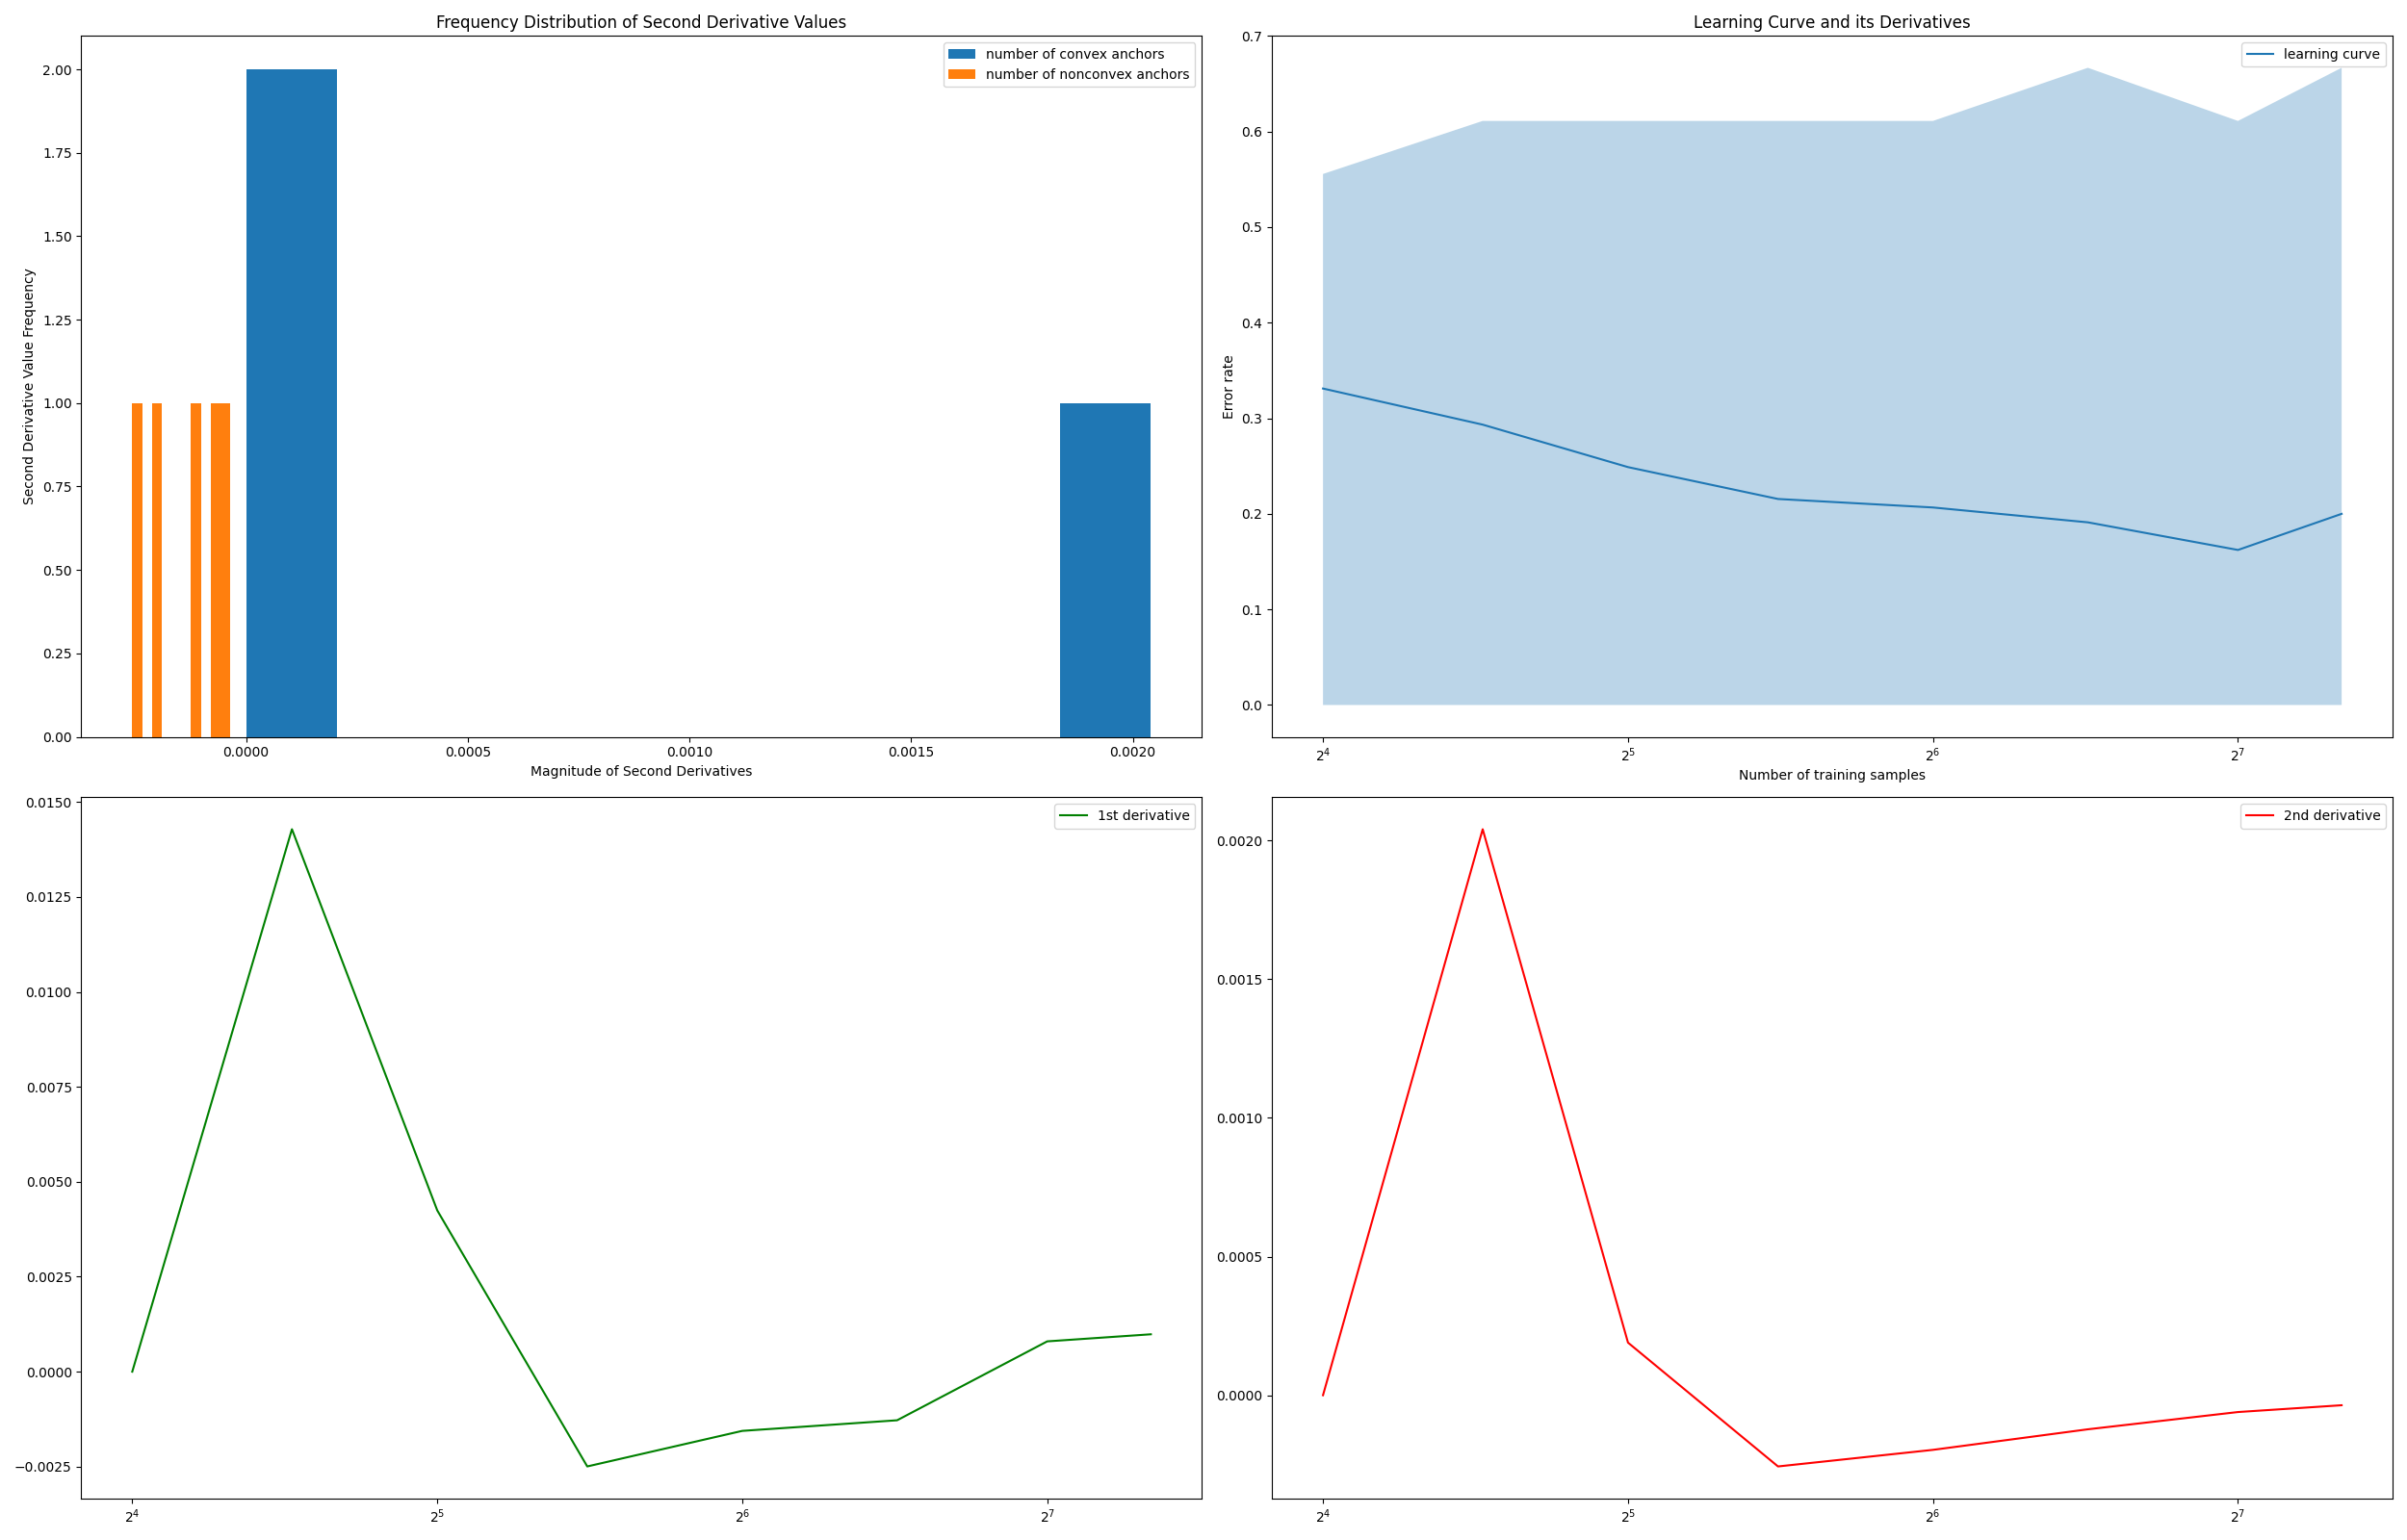 Frequency Distribution of Second Derivative Values
number of convex anchors
number of nonconvex anchors
2.00
1.75
1.50
1.25
1.00
0.75
0.50
0.25
0.00
Second Derivative Value Frequency
0.0000 0.0005 0.0010 0.0015 0.0020
Magnitude of Second Derivatives
Learning Curve and its Derivatives
learning curve
0.7
0.6
0.5
0.4
0.3
0.2
0.1
0.0
Error rate
2⁴ 2⁵ 2⁶ 2⁷
Number of training samples
1st derivative
0.0150
0.0125
0.0100
0.0075
0.0050
0.0025
0.0000
−0.0025
2⁴ 2⁵ 2⁶ 2⁷
2nd derivative
0.0020
0.0015
0.0010
0.0005
0.0000
2⁴ 2⁵ 2⁶ 2⁷